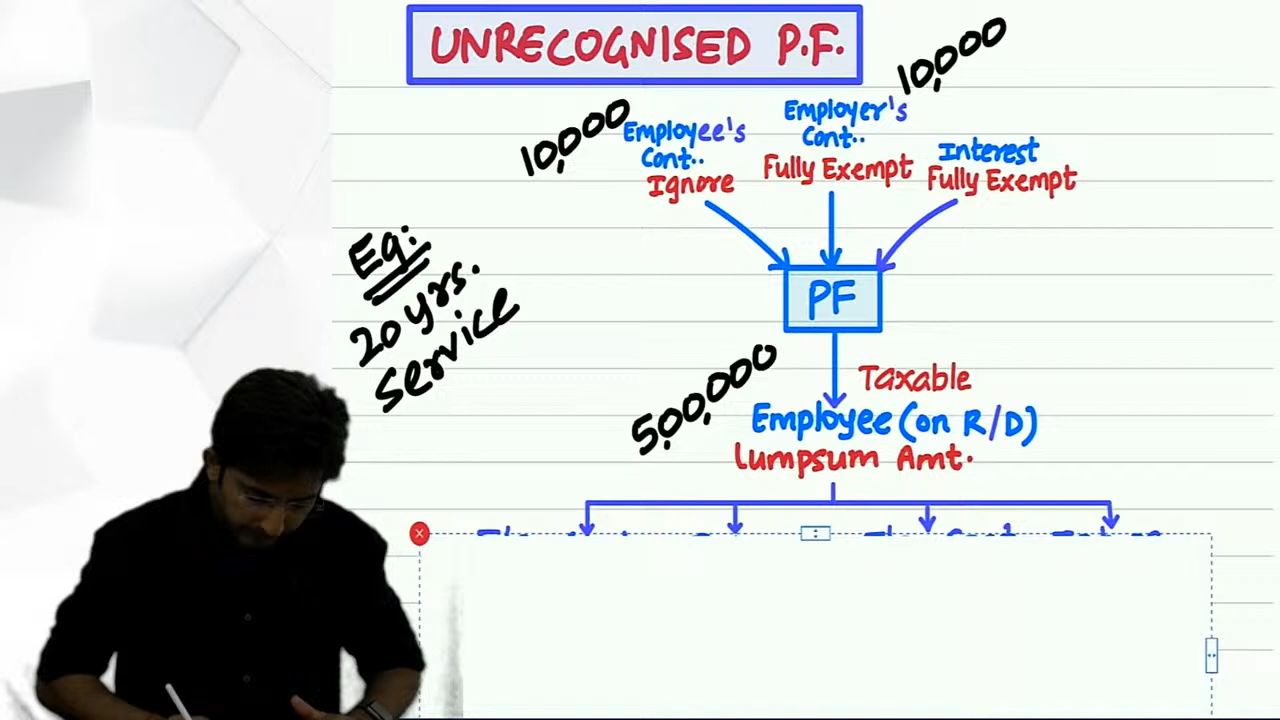 UNRECOGNISED P.F.
10,000
10,000
Employee's
Cont..
Ignore
Employer's
Cont..
Fully Exempt
Interest
Fully Exempt
Eg:
20 yrs.
Service
PF
Taxable
5,00,000
Employee (on R/D)
Lumpsum Amt.